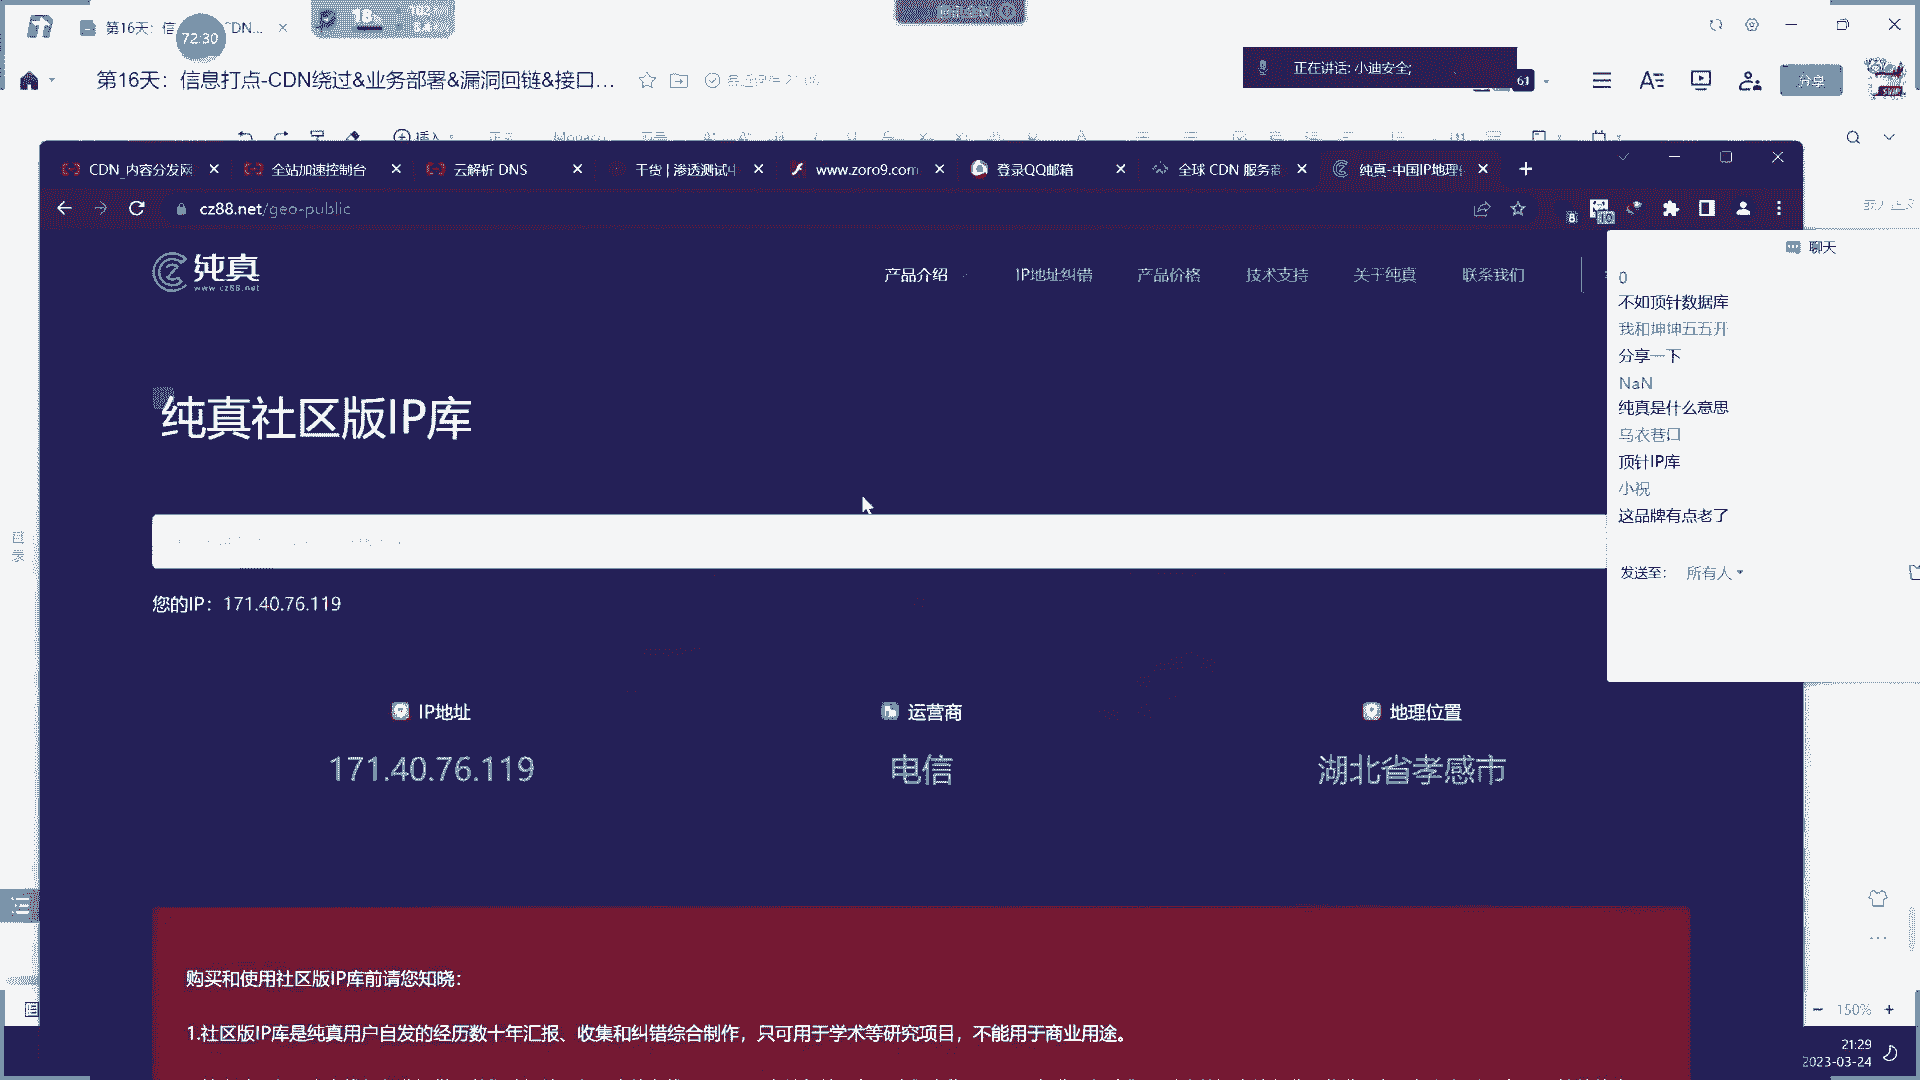 第16天：信
DN...
72:30
18
正在讲话: 小迪安全;
第16天：信息打点-CDN绕过&业务部署&漏洞回链&接口...
61
分享
插入
CDN_内容分发网
全站加速控制台
云解析 DNS
干货 | 渗透测试中
www.zoro9.com
登录QQ邮箱
全球 CDN 服务商
纯真-中国IP地理
cz88.net/geo-public
聊天
纯真
www.cz88.net
产品介绍
IP地址纠错
产品价格
技术支持
关于纯真
联系我们
0
不如顶针数据库
我和坤坤五五开
分享一下
NaN
纯真是什么意思
乌衣巷口
顶针IP库
小祝
这品牌有点老了
发送至：
所有人
纯真社区版IP库
您的IP：171.40.76.119
IP地址
运营商
地理位置
171.40.76.119
电信
湖北省孝感市
购买和使用社区版IP库前请您知晓：
1.社区版IP库是纯真用户自发的经历数十年汇报、收集和纠错综合制作，只可用于学术等研究项目，不能用于商业用途。
150%
21:29
2023-03-24